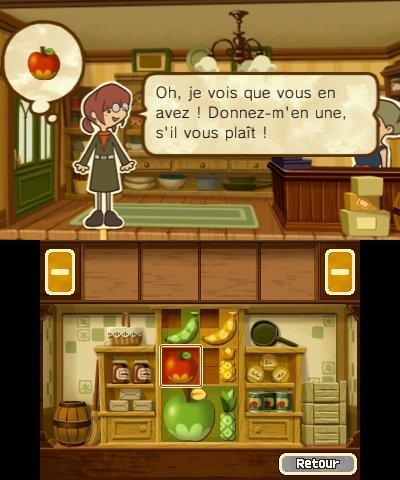 Oh, je vois que vous en
avez ! Donnez-m'en une,
s'il vous plaît !
Retour